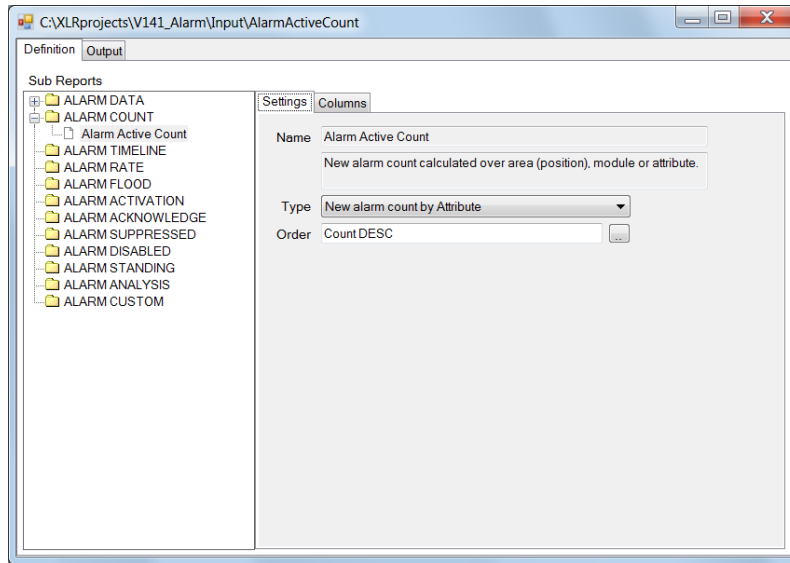 C:\XLRprojects\V141_Alarm\Input\AlarmActiveCount
Definition Output
Sub Reports
ALARM DATA
ALARM COUNT
Alarm Active Count
ALARM TIMELINE
ALARM RATE
ALARM FLOOD
ALARM ACTIVATION
ALARM ACKNOWLEDGE
ALARM SUPPRESSED
ALARM DISABLED
ALARM STANDING
ALARM ANALYSIS
ALARM CUSTOM
Settings Columns
Name Alarm Active Count
New alarm count calculated over area (position), module or attribute.
Type New alarm count by Attribute
Order Count DESC ..